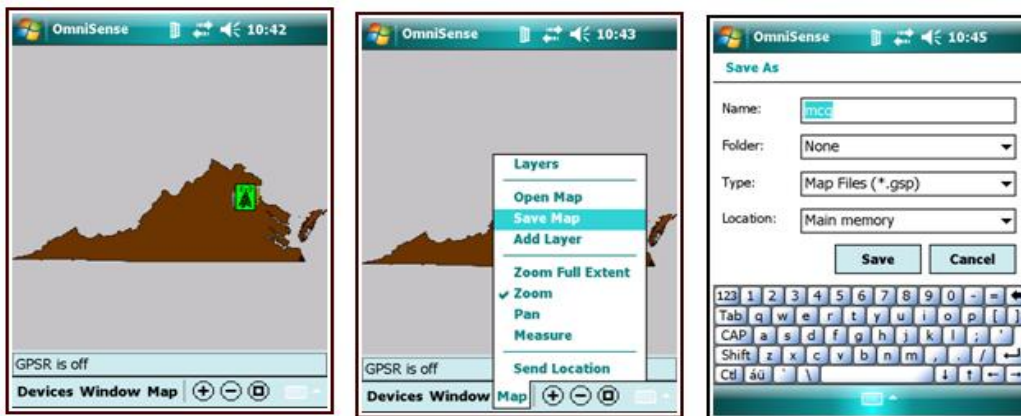 OmniSense 10:42
GPSR is off
Devices Window Map
OmniSense 10:43
Layers
Open Map
Save Map
Add Layer
Zoom Full Extent
Zoom
Pan
Measure
Send Location
GPSR is off
Devices Window Map
OmniSense 10:45
Save As
Name: mcq
Folder: None
Type: Map Files (*.gsp)
Location: Main memory
Save Cancel
123 1 2 3 4 5 6 7 8 9 0 - =
Tab q w e r t y u i o p [ ]
CAP a s d f g h j k l ; '
Shift z x c v b n m , . /
Ctl áü ` \